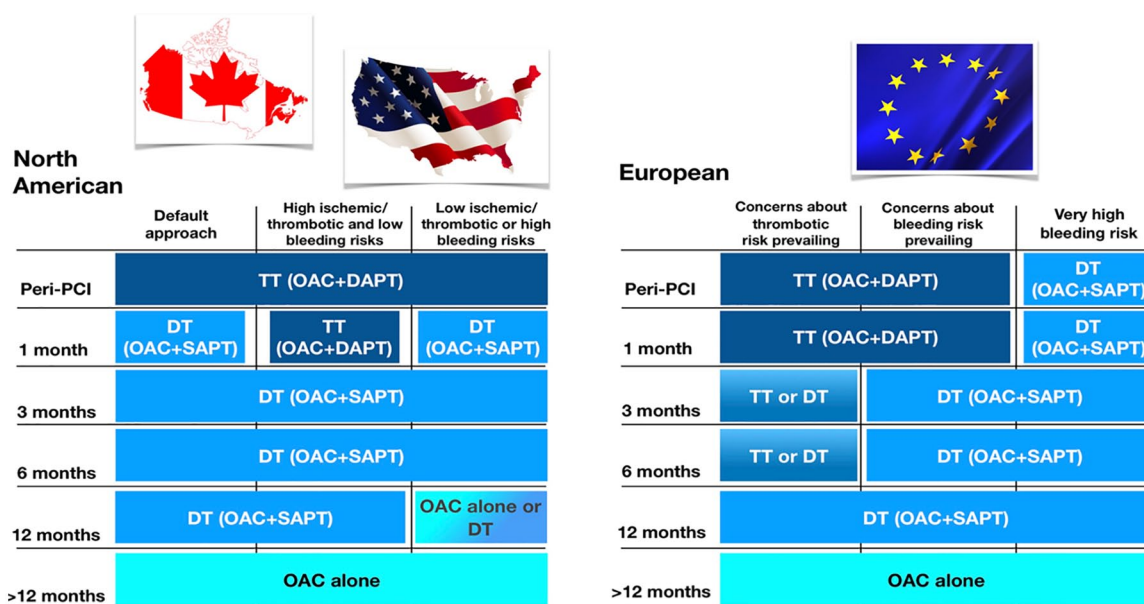 North
American
Default
approach
High ischemic/
thrombotic and low
bleeding risks
Low ischemic/
thrombotic or high
bleeding risks
Peri-PCI
TT (OAC+DAPT)
1 month
DT
(OAC+SAPT)
TT
(OAC+DAPT)
DT
(OAC+SAPT)
3 months
DT (OAC+SAPT)
6 months
DT (OAC+SAPT)
12 months
DT (OAC+SAPT)
OAC alone or
DT
>12 months
OAC alone
European
Concerns about
thrombotic
risk prevailing
Concerns about
bleeding risk
prevailing
Very high
bleeding risk
Peri-PCI
TT (OAC+DAPT)
DT
(OAC+SAPT)
1 month
TT (OAC+DAPT)
DT
(OAC+SAPT)
3 months
TT or DT
DT (OAC+SAPT)
6 months
TT or DT
DT (OAC+SAPT)
12 months
DT (OAC+SAPT)
>12 months
OAC alone